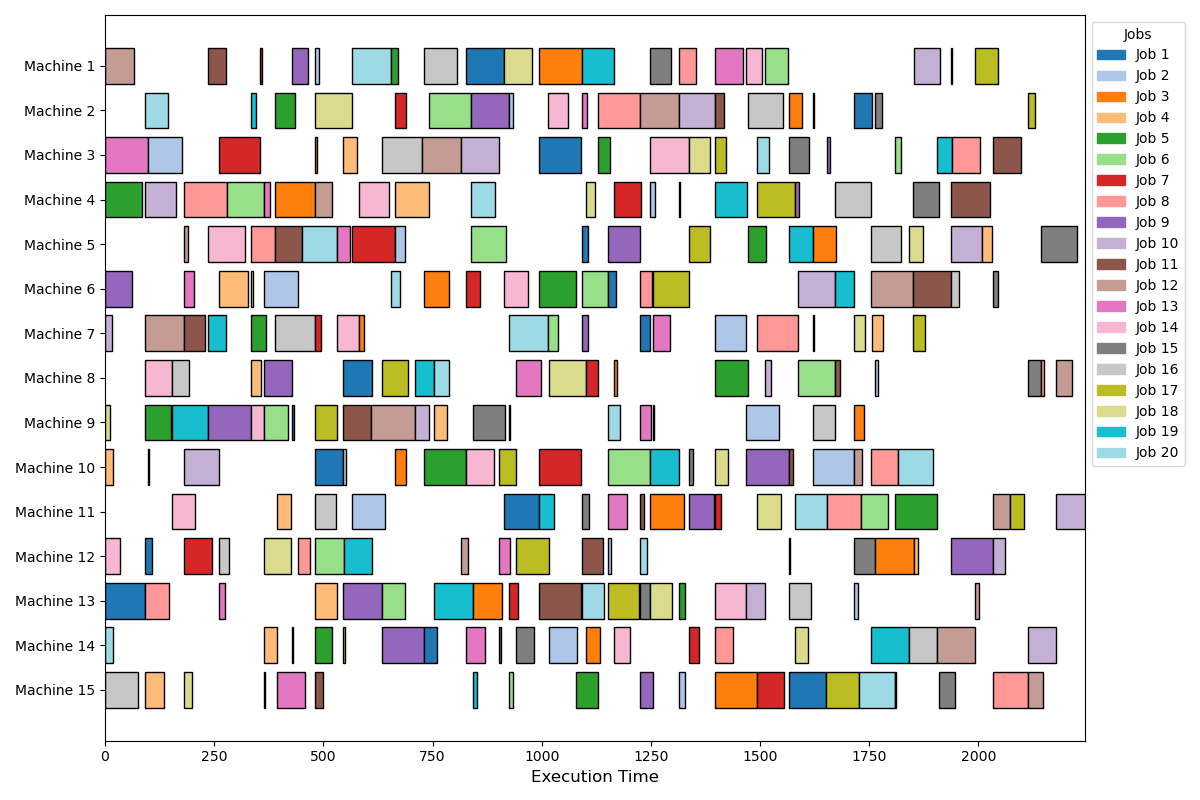 Machine 1
Machine 2
Machine 3
Machine 4
Machine 5
Machine 6
Machine 7
Machine 8
Machine 9
Machine 10
Machine 11
Machine 12
Machine 13
Machine 14
Machine 15
0 250 500 750 1000 1250 1500 1750 2000
Execution Time
Jobs
Job 1
Job 2
Job 3
Job 4
Job 5
Job 6
Job 7
Job 8
Job 9
Job 10
Job 11
Job 12
Job 13
Job 14
Job 15
Job 16
Job 17
Job 18
Job 19
Job 20